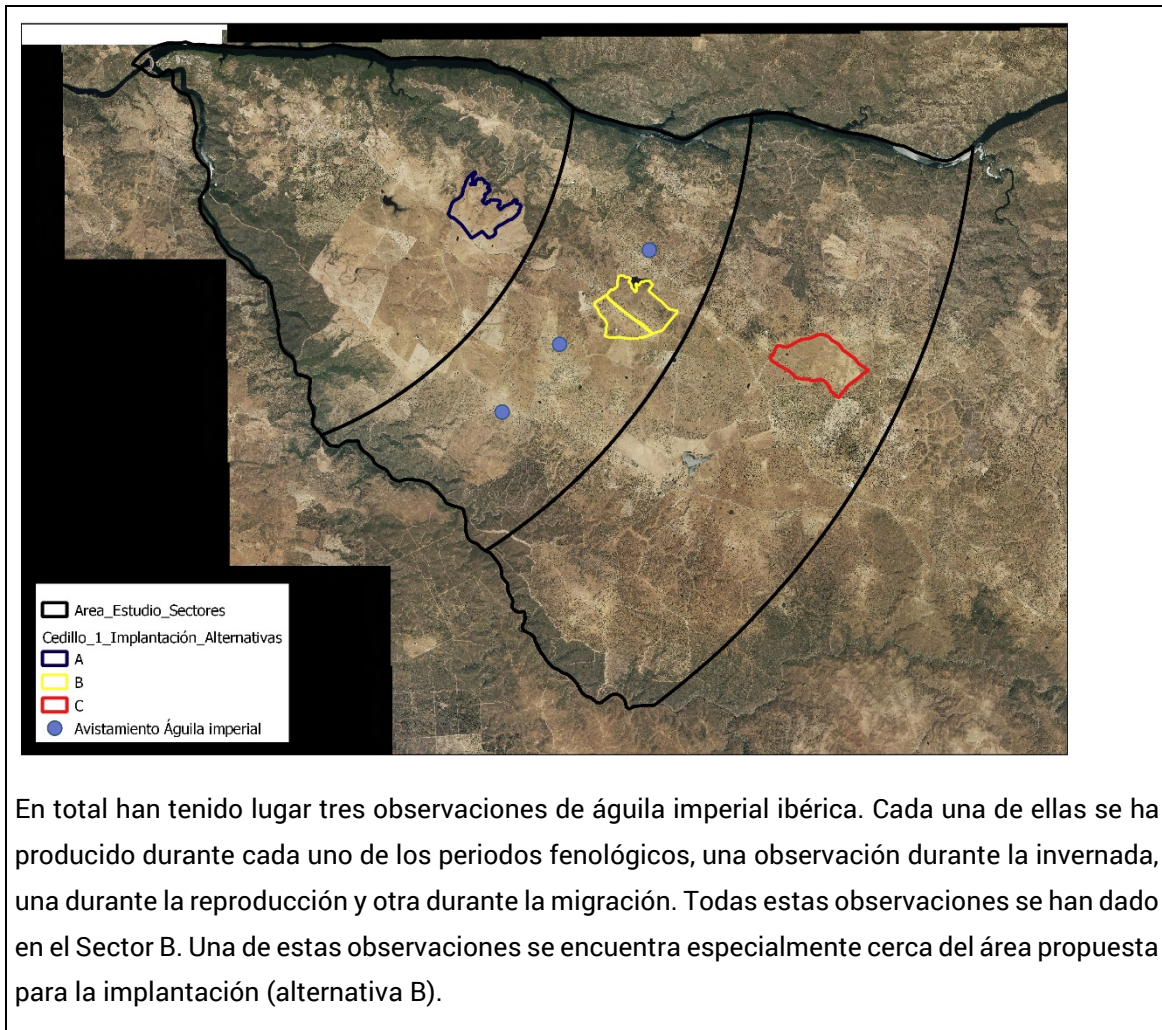 Area_Estudio_Sectores
Cedillo_1_Implantación_Alternativas
A
B
C
Avistamiento Águila imperial
En total han tenido lugar tres observaciones de águila imperial ibérica. Cada una de ellas se ha
producido durante cada uno de los periodos fenológicos, una observación durante la invernada,
una durante la reproducción y otra durante la migración. Todas estas observaciones se han dado
en el Sector B. Una de estas observaciones se encuentra especialmente cerca del área propuesta
para la implantación (alternativa B).